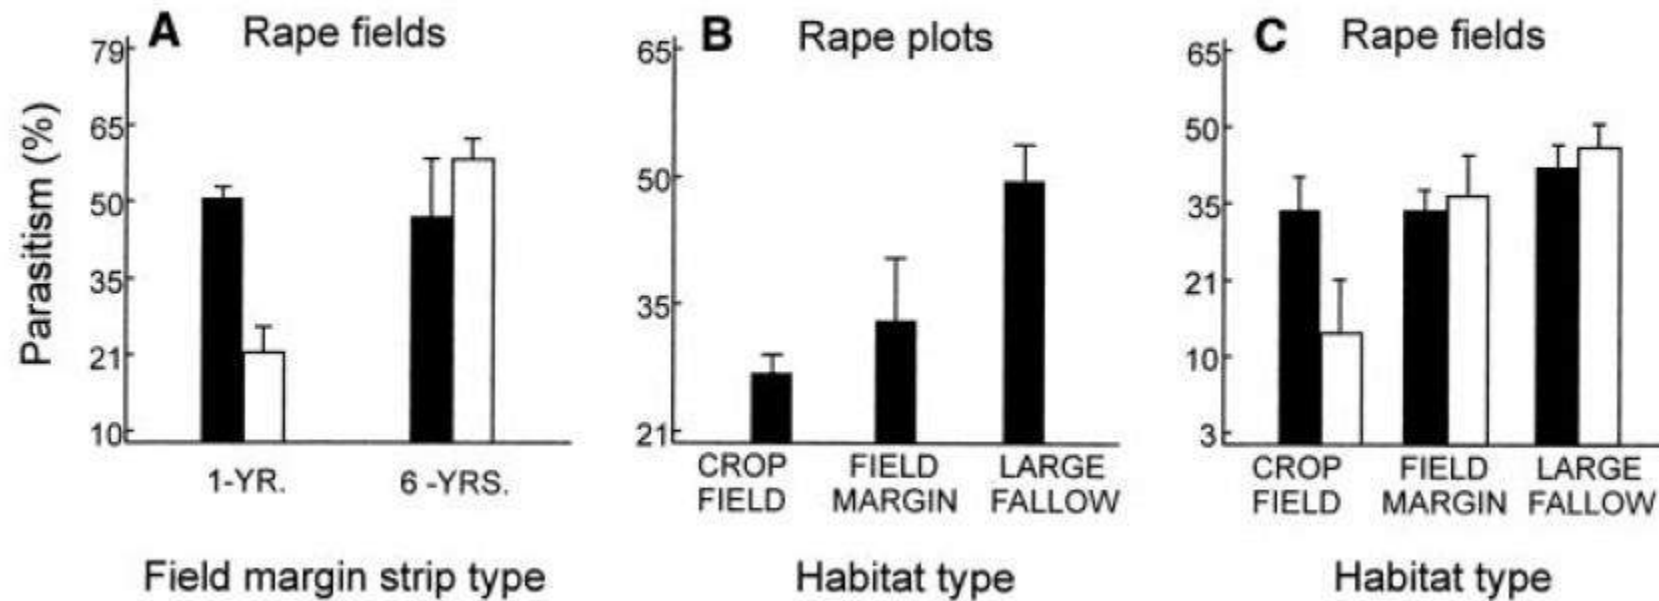 A Rape fields
Parasitism (%)
79
65
50
35
21
10
1-YR. 6 -YRS.
Field margin strip type
B Rape plots
65
50
35
21
CROP FIELD LARGE
FIELD MARGIN FALLOW
Habitat type
C Rape fields
65
50
35
21
10
3
CROP FIELD LARGE
FIELD MARGIN FALLOW
Habitat type